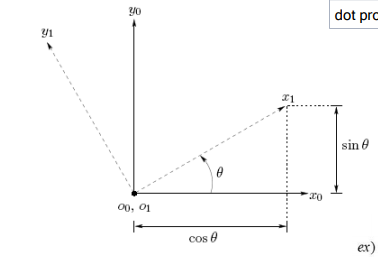 y₀
dot pro
y₁
x₁
sin θ
θ
x₀
o₀, o₁
cos θ
ex)